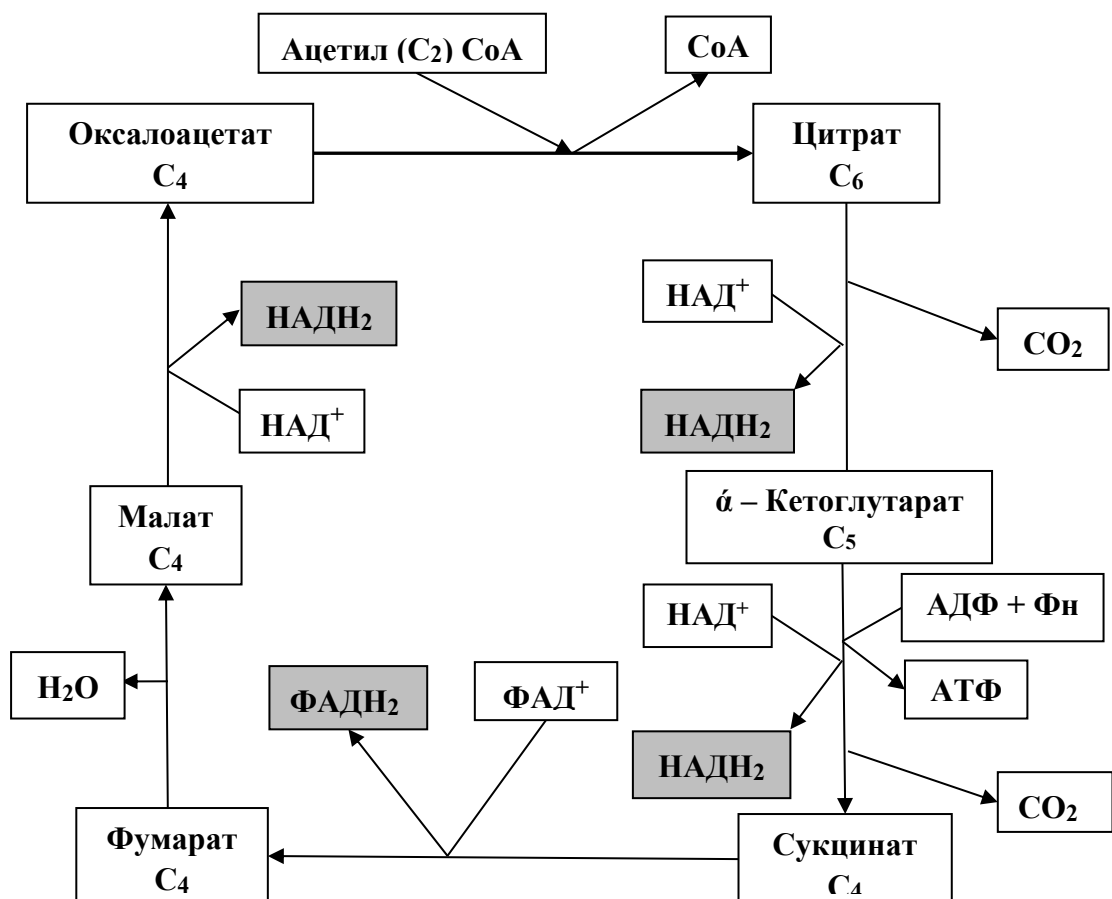 Ацетил (C₂) CoA
CoA
Оксалоацетат
C₄
Цитрат
C₆
НАДН₂
НАД⁺
НАД⁺
CO₂
НАДН₂
Малат
C₄
ά – Кетоглутарат
C₅
НАД⁺
АДФ + Фн
АТФ
H₂O
ФАДН₂
ФАД⁺
НАДН₂
CO₂
Фумарат
C₄
Сукцинат
C₄